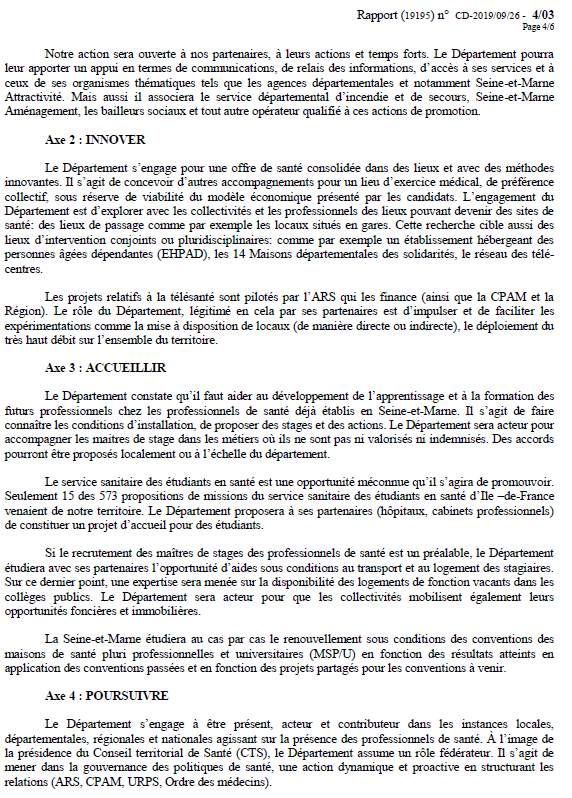 Rapport (19195) n° CD-2019/09/26 - 4/03
Page 4/6
Notre action sera ouverte à nos partenaires, à leurs actions et temps forts. Le Département pourra
leur apporter un appui en termes de communications, de relais des informations, d’accès à ses services et à
ceux de ses organismes thématiques tels que les agences départementales et notamment Seine-et-Marne
Attractivité. Mais aussi il associera le service départemental d’incendie et de secours, Seine-et-Marne
Aménagement, les bailleurs sociaux et tout autre opérateur qualifié à ces actions de promotion.
Axe 2 : INNOVER
Le Département s’engage pour une offre de santé consolidée dans des lieux et avec des méthodes
innovantes. Il s’agit de concevoir d’autres accompagnements pour un lieu d’exercice médical, de préférence
collectif, sous réserve de viabilité du modèle économique présenté par les candidats. L’engagement du
Département est d’explorer avec les collectivités et les professionnels des lieux pouvant devenir des sites de
santé: des lieux de passage comme par exemple les locaux situés en gares. Cette recherche cible aussi des
lieux d’intervention conjoints ou pluridisciplinaires: comme par exemple un établissement hébergeant des
personnes âgées dépendantes (EHPAD), les 14 Maisons départementales des solidarités, le réseau des télé-
centres.
Les projets relatifs à la télésanté sont pilotés par l’ARS qui les finance (ainsi que la CPAM et la
Région). Le rôle du Département, légitimé en cela par ses partenaires est d’impulser et de faciliter les
expérimentations comme la mise à disposition de locaux (de manière directe ou indirecte), le déploiement du
très haut débit sur l’ensemble du territoire.
Axe 3 : ACCUEILLIR
Le Département constate qu’il faut aider au développement de l’apprentissage et à la formation des
futurs professionnels chez les professionnels de santé déjà établis en Seine-et-Marne. Il s’agit de faire
connaître les conditions d’installation, de proposer des stages et des actions. Le Département sera acteur pour
accompagner les maitres de stage dans les métiers où ils ne sont pas ni valorisés ni indemnisés. Des accords
pourront être proposés localement ou à l’échelle du département.
Le service sanitaire des étudiants en santé est une opportunité méconnue qu’il s’agira de promouvoir.
Seulement 15 des 573 propositions de missions du service sanitaire des étudiants en santé d’Ile –de-France
venaient de notre territoire. Le Département proposera à ses partenaires (hôpitaux, cabinets professionnels)
de constituer un projet d’accueil pour des étudiants.
Si le recrutement des maîtres de stages des professionnels de santé est un préalable, le Département
étudiera avec ses partenaires l’opportunité d’aides sous conditions au transport et au logement des stagiaires.
Sur ce dernier point, une expertise sera menée sur la disponibilité des logements de fonction vacants dans les
collèges publics. Le Département sera acteur pour que les collectivités mobilisent également leurs
opportunités foncières et immobilières.
La Seine-et-Marne étudiera au cas par cas le renouvellement sous conditions des conventions des
maisons de santé pluri professionnelles et universitaires (MSP/U) en fonction des résultats atteints en
application des conventions passées et en fonction des projets partagés pour les conventions à venir.
Axe 4 : POURSUIVRE
Le Département s’engage à être présent, acteur et contributeur dans les instances locales,
départementales, régionales et nationales agissant sur la présence des professionnels de santé. À l’image de
la présidence du Conseil territorial de Santé (CTS), le Département assume un rôle fédérateur. Il s’agit de
mener dans la gouvernance des politiques de santé, une action dynamique et proactive en structurant les
relations (ARS, CPAM, URPS, Ordre des médecins).